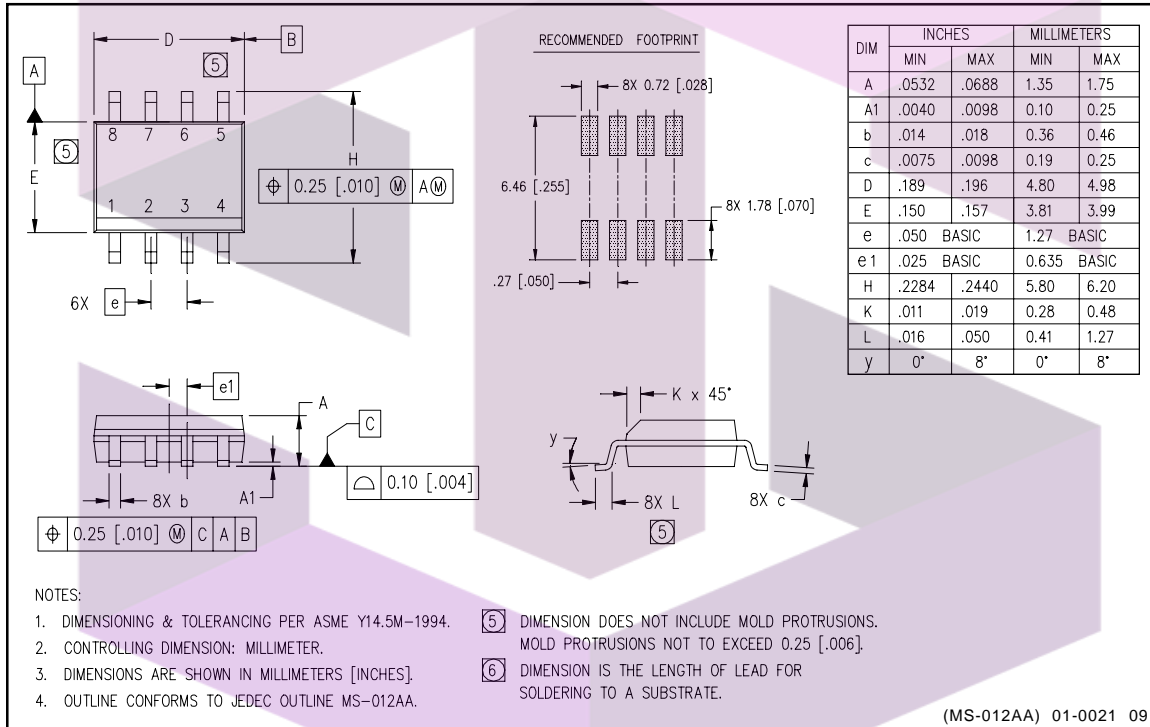 D
B
5
A
8 7 6 5
5
E
H
⌖ 0.25 [.010] Ⓜ A Ⓜ
1 2 3 4
6X e
RECOMMENDED FOOTPRINT
8X 0.72 [.028]
6.46 [.255]
8X 1.78 [.070]
.27 [.050]
DIM INCHES MILLIMETERS
MIN MAX MIN MAX
A .0532 .0688 1.35 1.75
A1 .0040 .0098 0.10 0.25
b .014 .018 0.36 0.46
c .0075 .0098 0.19 0.25
D .189 .196 4.80 4.98
E .150 .157 3.81 3.99
e .050 BASIC 1.27 BASIC
e1 .025 BASIC 0.635 BASIC
H .2284 .2440 5.80 6.20
K .011 .019 0.28 0.48
L .016 .050 0.41 1.27
y 0° 8° 0° 8°
e1
A
C
⌓ 0.10 [.004]
A1
8X b
⌖ 0.25 [.010] Ⓜ C A B
K x 45°
y
8X L
8X c
5
NOTES:
1. DIMENSIONING & TOLERANCING PER ASME Y14.5M-1994.
2. CONTROLLING DIMENSION: MILLIMETER.
3. DIMENSIONS ARE SHOWN IN MILLIMETERS [INCHES].
4. OUTLINE CONFORMS TO JEDEC OUTLINE MS-012AA.
5 DIMENSION DOES NOT INCLUDE MOLD PROTRUSIONS.
MOLD PROTRUSIONS NOT TO EXCEED 0.25 [.006].
6 DIMENSION IS THE LENGTH OF LEAD FOR
SOLDERING TO A SUBSTRATE.
(MS-012AA) 01-0021 09